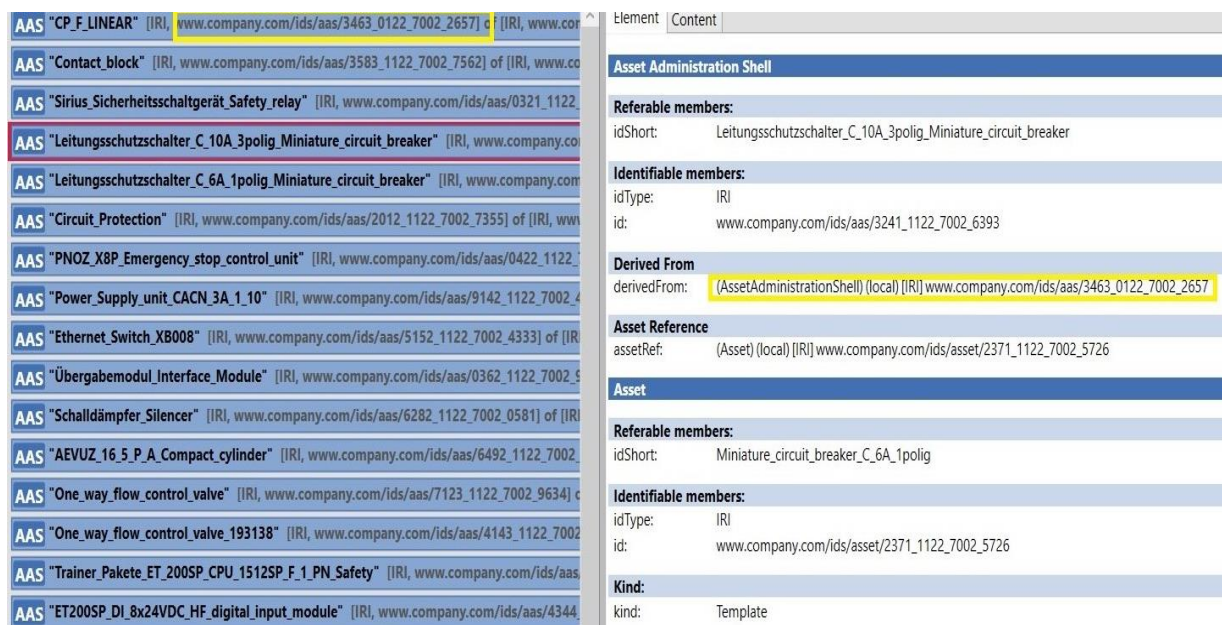 AAS "CP_F_LINEAR" [IRI, www.company.com/ids/aas/3463_0122_7002_2657] of [IRI, www.com
AAS "Contact_block" [IRI, www.company.com/ids/aas/3583_1122_7002_7562] of [IRI, www.co
AAS "Sirius_Sicherheitsschaltgerät_Safety_relay" [IRI, www.company.com/ids/aas/0321_1122_
AAS "Leitungsschutzschalter_C_10A_3polig_Miniature_circuit_breaker" [IRI, www.company.co
AAS "Leitungsschutzschalter_C_6A_1polig_Miniature_circuit_breaker" [IRI, www.company.com
AAS "Circuit_Protection" [IRI, www.company.com/ids/aas/2012_1122_7002_7355] of [IRI, www
AAS "PNOZ_X8P_Emergency_stop_control_unit" [IRI, www.company.com/ids/aas/0422_1122_
AAS "Power_Supply_unit_CACN_3A_1_10" [IRI, www.company.com/ids/aas/9142_1122_7002_4
AAS "Ethernet_Switch_XB008" [IRI, www.company.com/ids/aas/5152_1122_7002_4333] of [IR
AAS "Übergabemodul_Interface_Module" [IRI, www.company.com/ids/aas/0362_1122_7002_9
AAS "Schalldämpfer_Silencer" [IRI, www.company.com/ids/aas/6282_1122_7002_0581] of [IRI
AAS "AEVUZ_16_5_P_A_Compact_cylinder" [IRI, www.company.com/ids/aas/6492_1122_7002_
AAS "One_way_flow_control_valve" [IRI, www.company.com/ids/aas/7123_1122_7002_9634] o
AAS "One_way_flow_control_valve_193138" [IRI, www.company.com/ids/aas/4143_1122_7002
AAS "Trainer_Pakete_ET_200SP_CPU_1512SP_F_1_PN_Safety" [IRI, www.company.com/ids/aas/
AAS "ET200SP_DI_8x24VDC_HF_digital_input_module" [IRI, www.company.com/ids/aas/4344_
Element Content
Asset Administration Shell
Referable members:
idShort: Leitungsschutzschalter_C_10A_3polig_Miniature_circuit_breaker
Identifiable members:
idType: IRI
id: www.company.com/ids/aas/3241_1122_7002_6393
Derived From
derivedFrom: (AssetAdministrationShell) (local) [IRI] www.company.com/ids/aas/3463_0122_7002_2657
Asset Reference
assetRef: (Asset) (local) [IRI] www.company.com/ids/asset/2371_1122_7002_5726
Asset
Referable members:
idShort: Miniature_circuit_breaker_C_6A_1polig
Identifiable members:
idType: IRI
id: www.company.com/ids/asset/2371_1122_7002_5726
Kind:
kind: Template